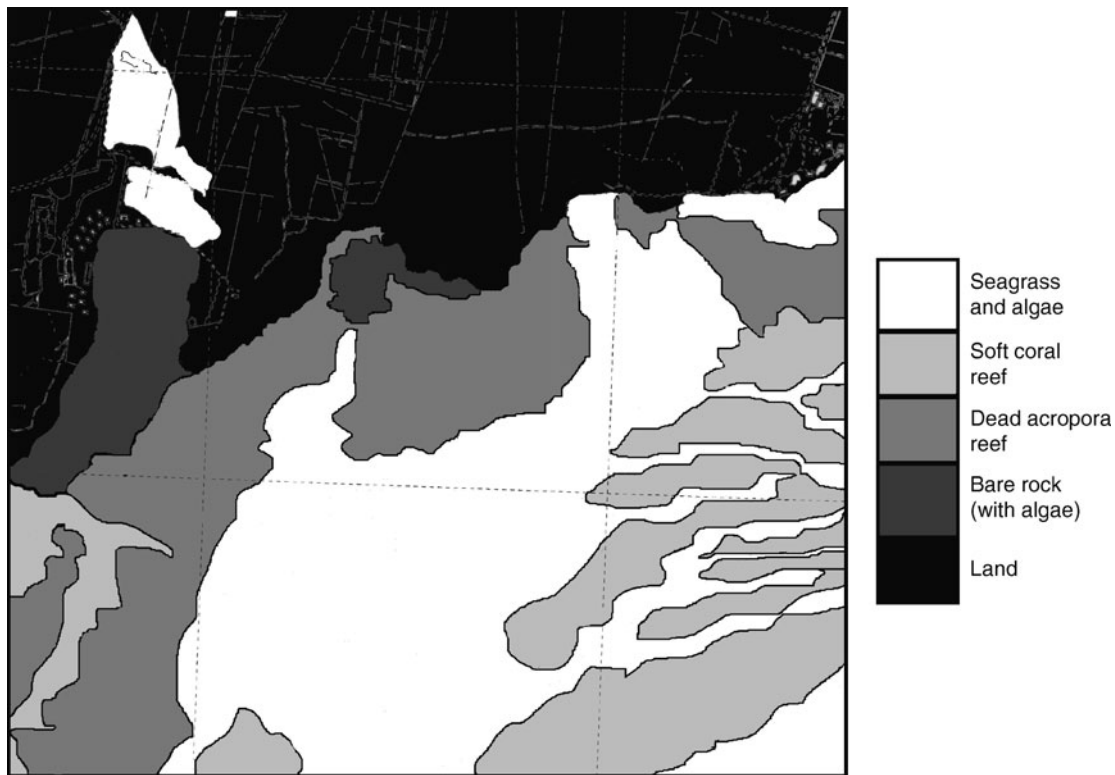 Seagrass
and algae
Soft coral
reef
Dead acropora
reef
Bare rock
(with algae)
Land